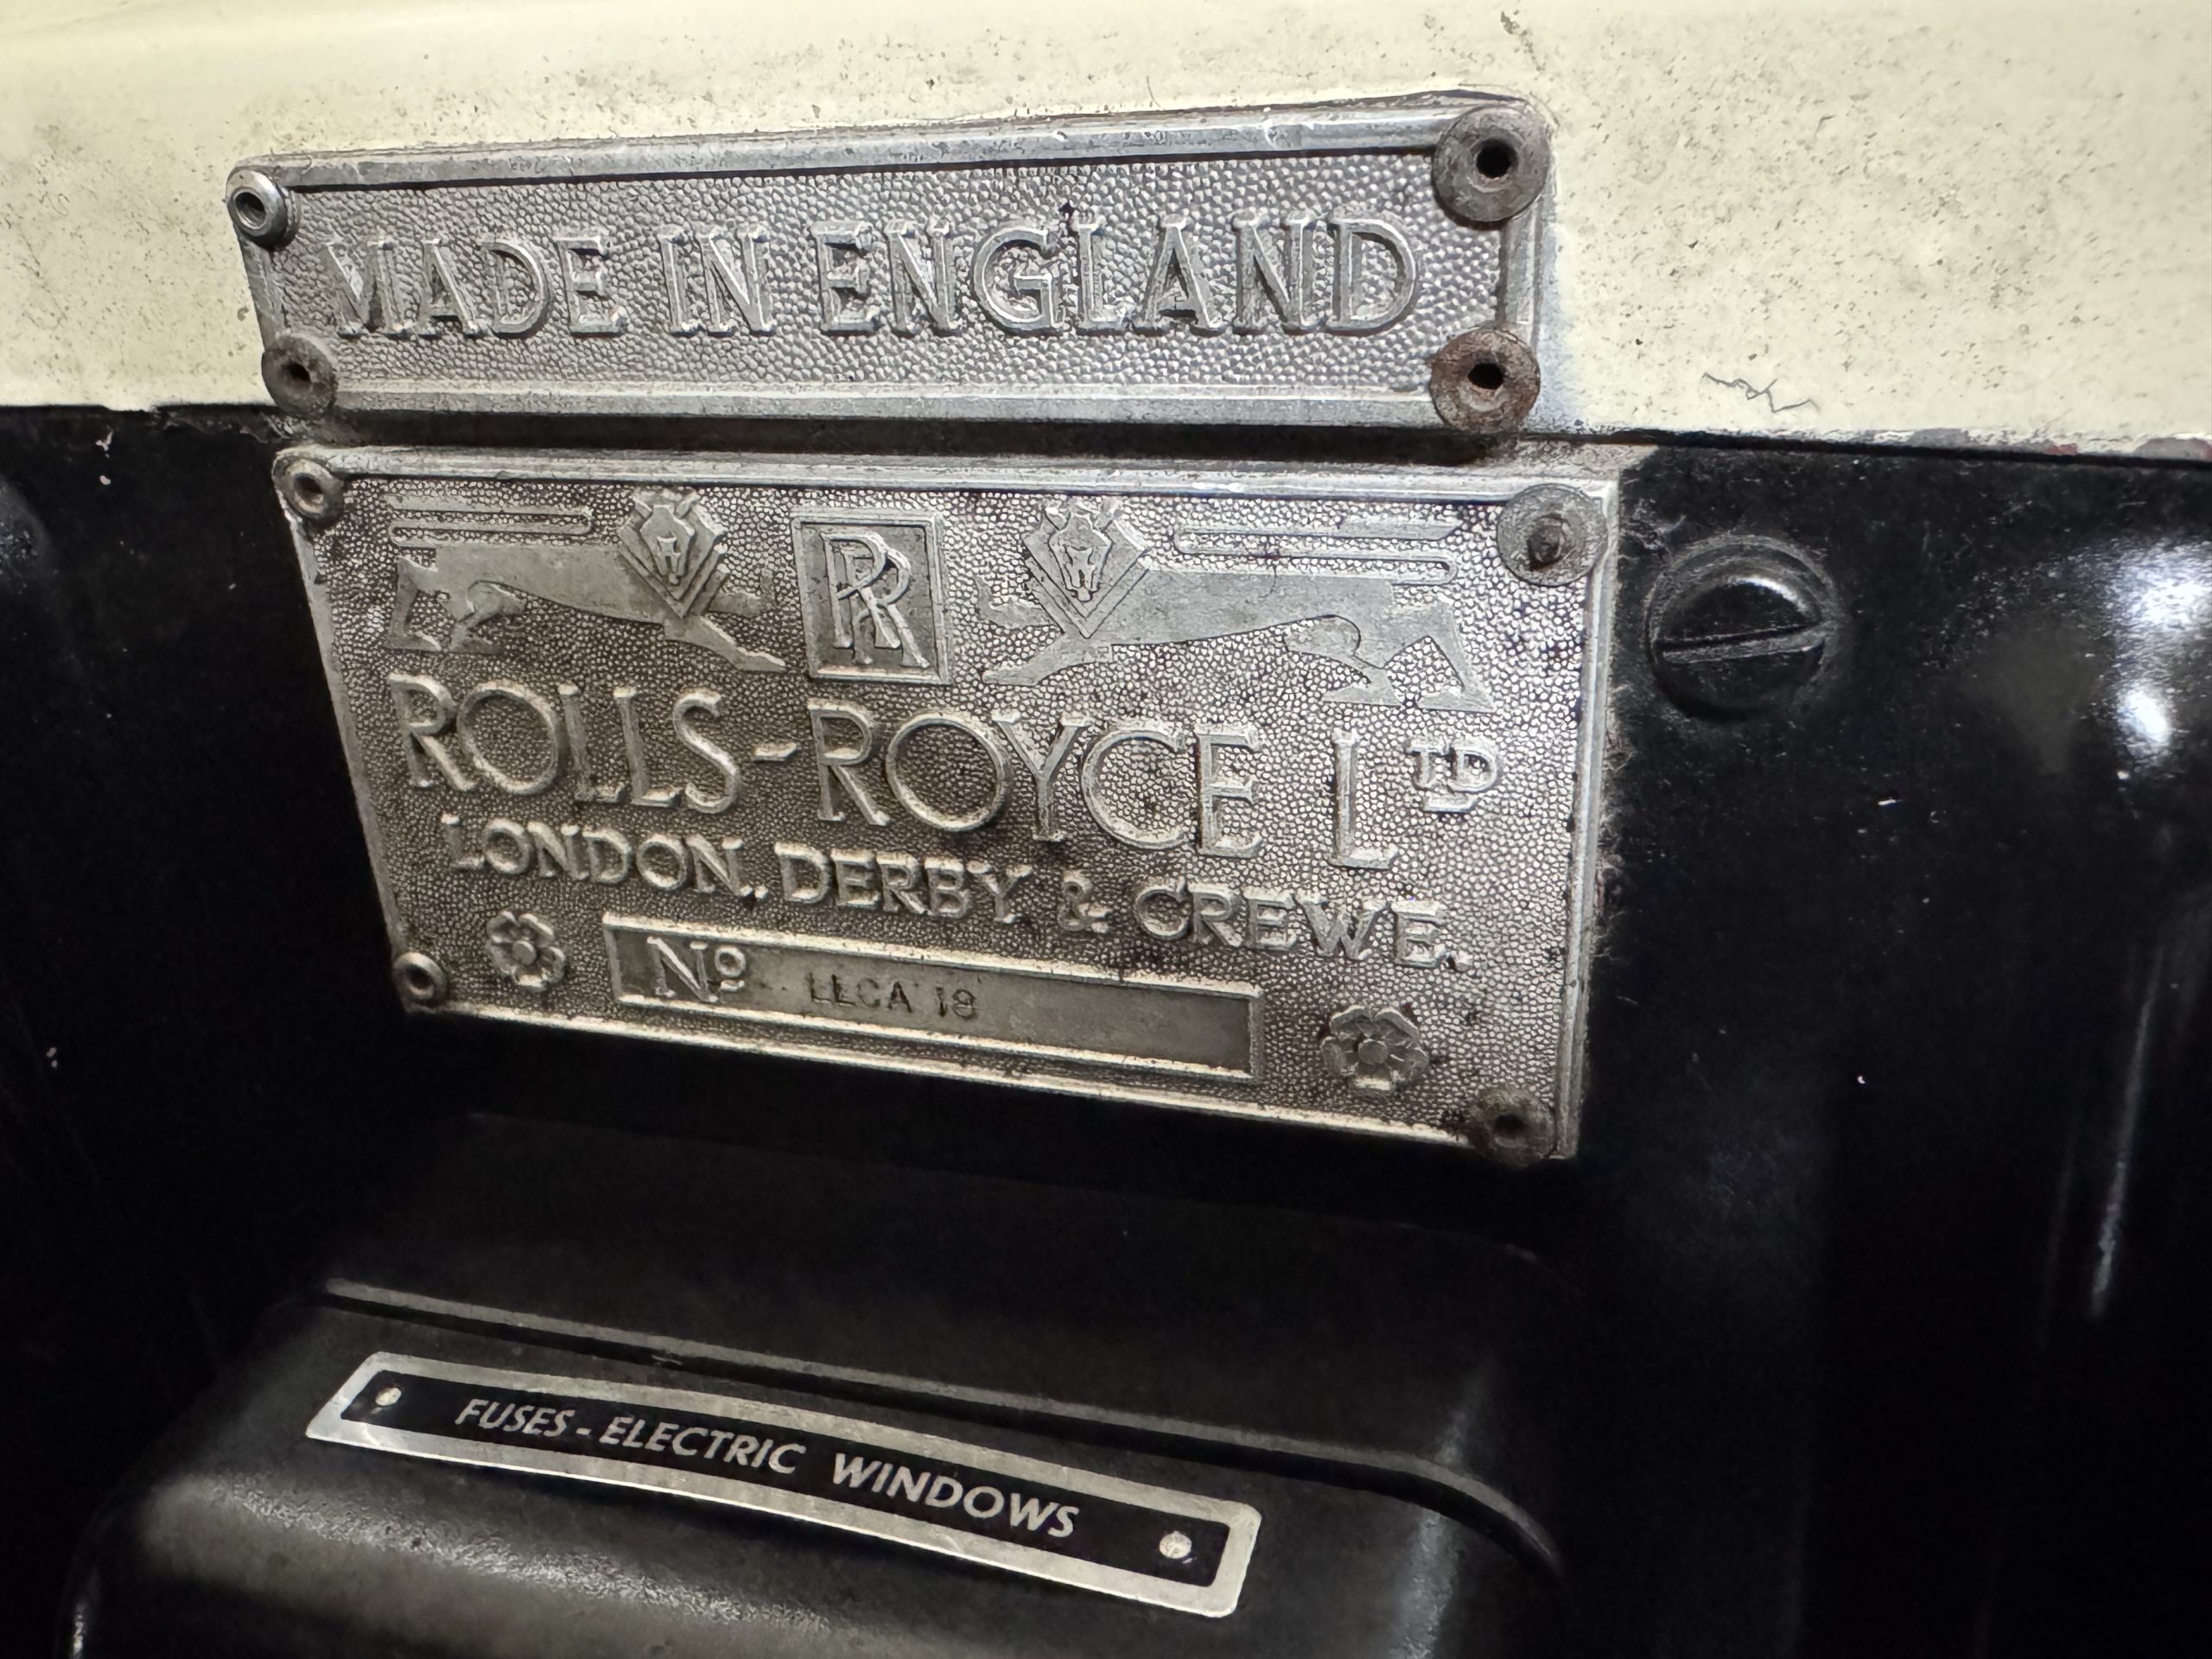 MADE IN ENGLAND
RR
ROLLS-ROYCE LTD
LONDON, DERBY & CREWE.
Nº LLCA 18
FUSES - ELECTRIC WINDOWS